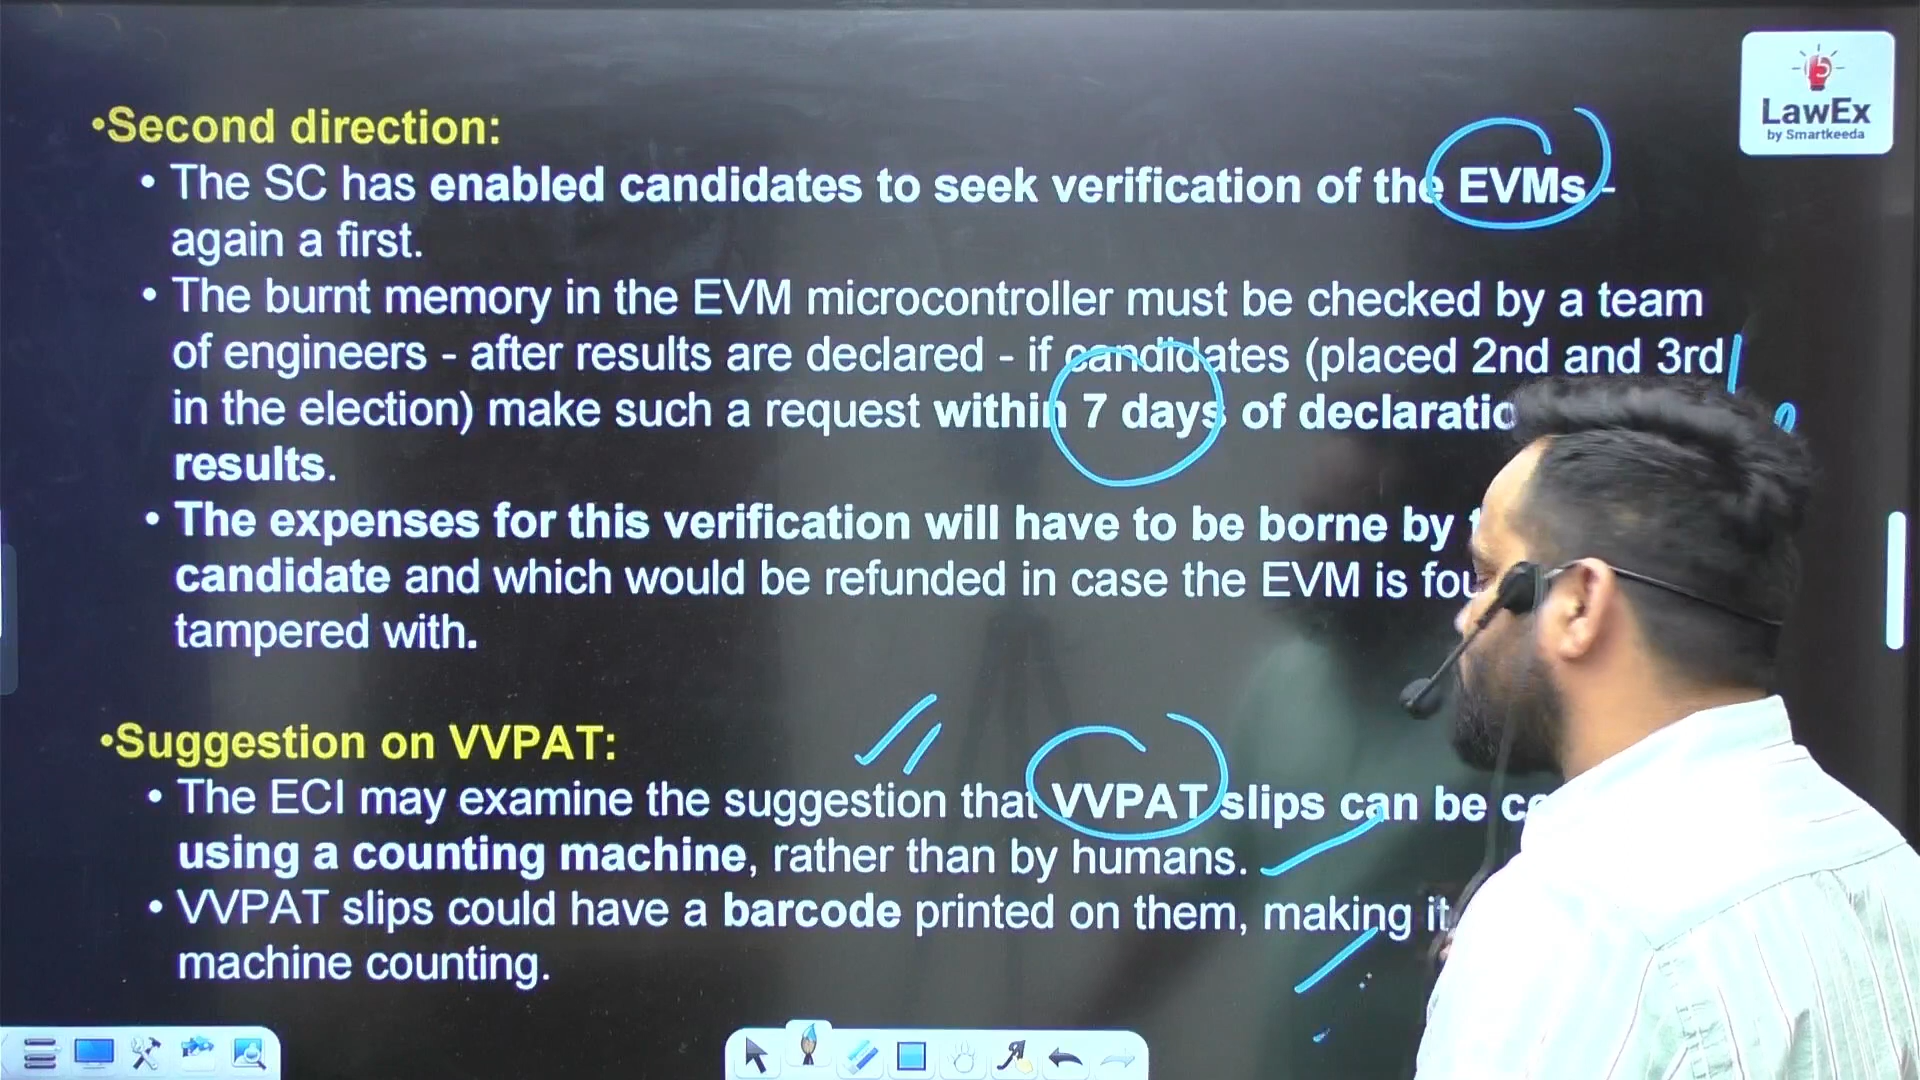 LawEx
by Smartkeeda
•Second direction:
• The SC has enabled candidates to seek verification of the EVMs -
again a first.
• The burnt memory in the EVM microcontroller must be checked by a team
of engineers - after results are declared - if candidates (placed 2nd and 3rd
in the election) make such a request within 7 days of
results.
• The expenses for this verification will have to be borne by
candidate and which would be refunded in case the EVM is
tampered with.
•Suggestion on VVPAT:
• The ECI may examine the suggestion that VVPAT slips can be
using a counting machine, rather than by humans.
• VVPAT slips could have a barcode printed on them, making it
machine counting.